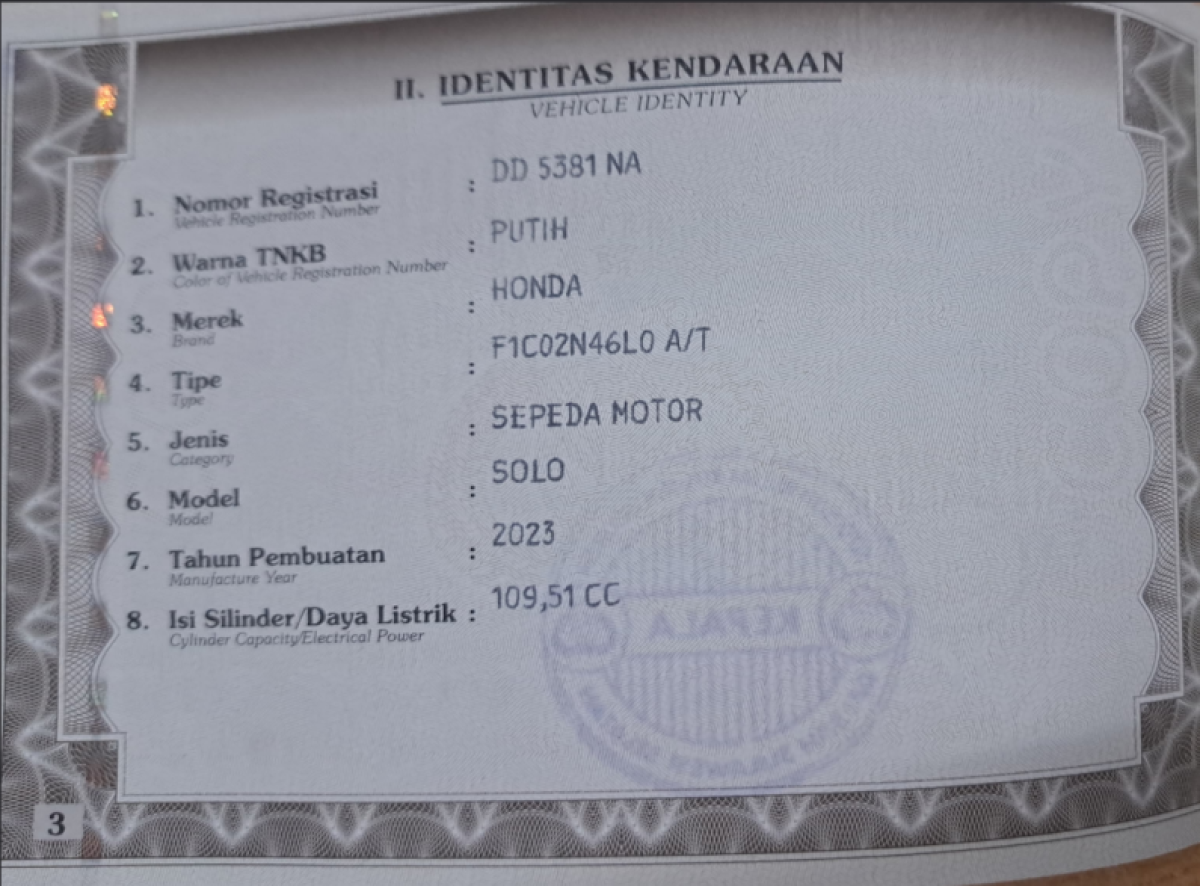 II. IDENTITAS KENDARAAN
VEHICLE IDENTITY
1. Nomor Registrasi : DD 5381 NA
Vehicle Registration Number
2. Warna TNKB : PUTIH
Color of Vehicle Registration Number
3. Merek : HONDA
Brand
4. Tipe : F1C02N46L0 A/T
Type
5. Jenis : SEPEDA MOTOR
Category
6. Model : SOLO
Model
7. Tahun Pembuatan : 2023
Manufacture Year
8. Isi Silinder/Daya Listrik : 109,51 CC
Cylinder Capacity/Electrical Power
KEPALA
3